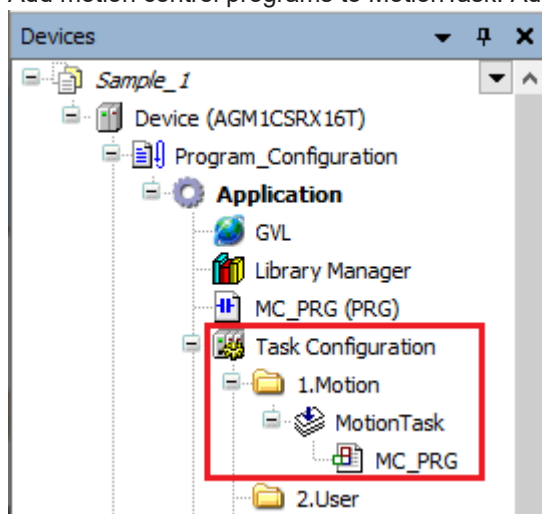 Add motion control programs to MotionTask. Ad
Devices
Sample_1
Device (AGM1CSRX16T)
Program_Configuration
Application
GVL
Library Manager
MC_PRG (PRG)
Task Configuration
1.Motion
MotionTask
MC_PRG
2.User